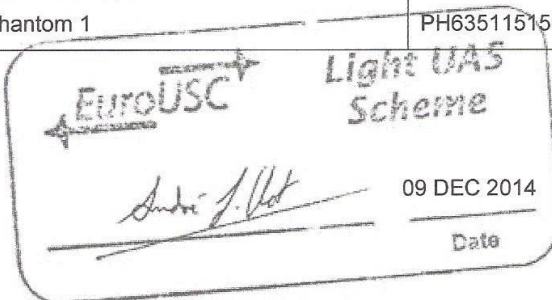 hantom 1
PH63511515
EuroUSC
Light UAS
Scheme
09 DEC 2014
Date